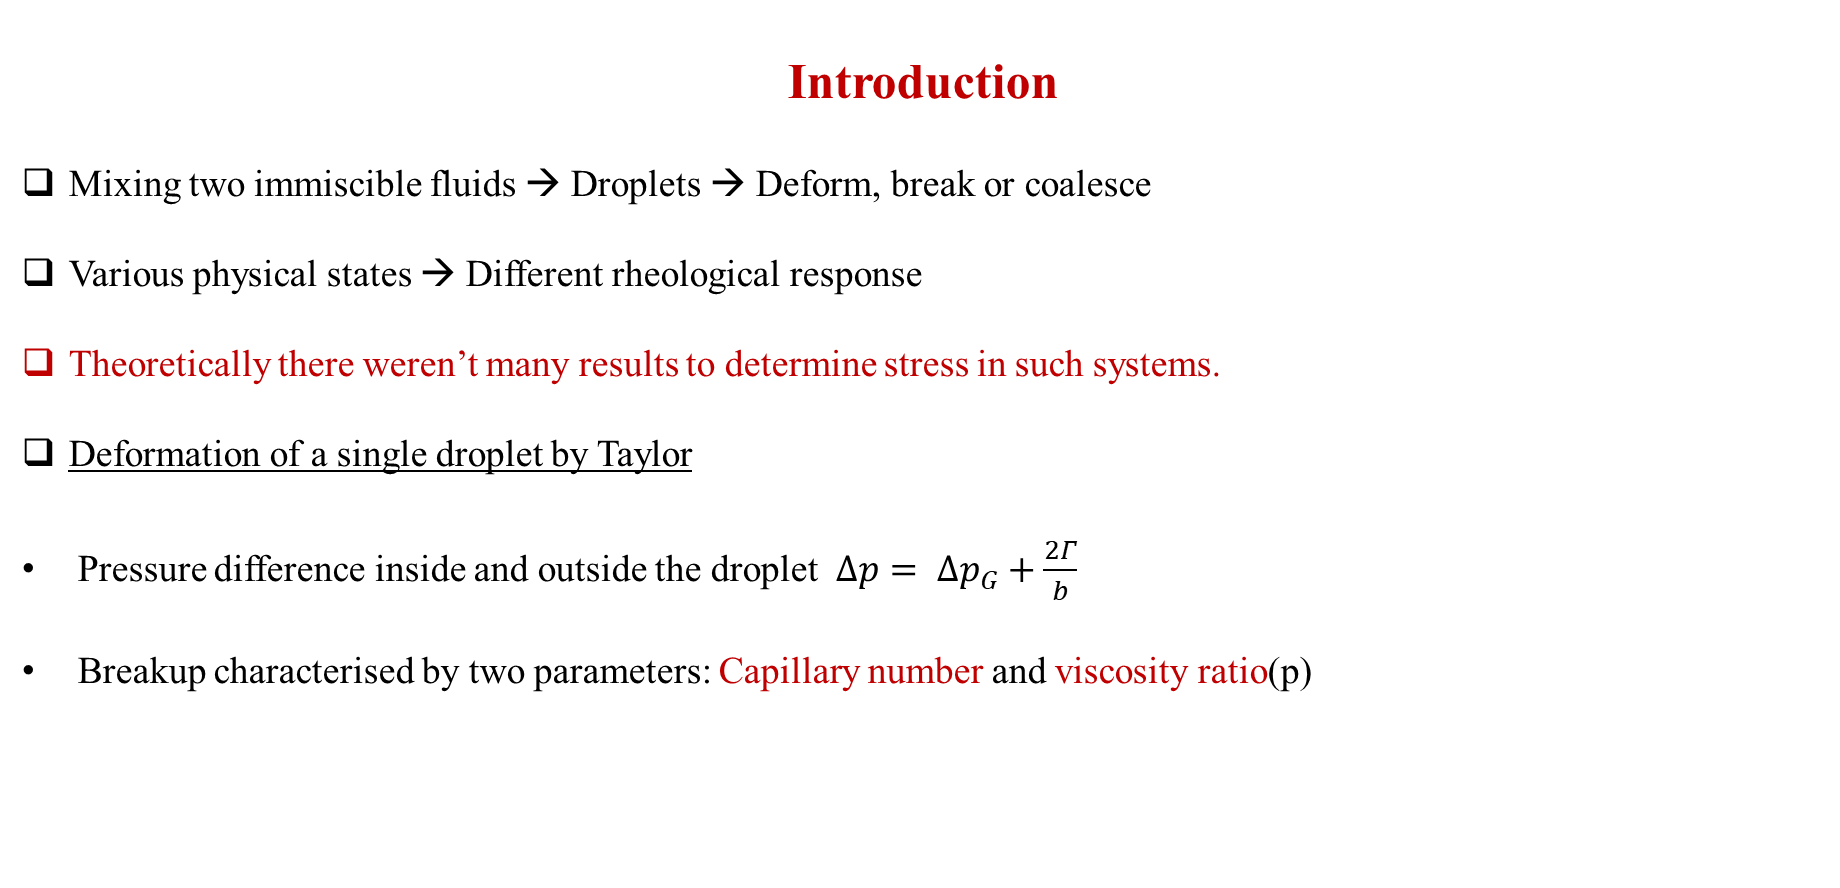 Introduction
❑ Mixing two immiscible fluids → Droplets → Deform, break or coalesce
❑ Various physical states → Different rheological response
❑ Theoretically there weren’t many results to determine stress in such systems.
❑ Deformation of a single droplet by Taylor
• Pressure difference inside and outside the droplet Δp = Δp_G + 2Γ/b
• Breakup characterised by two parameters: Capillary number and viscosity ratio(p)